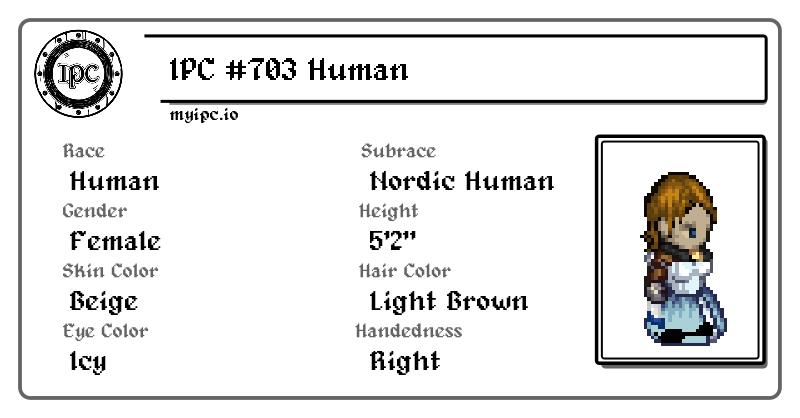 IPC
IPC #703 Human
myipc.io
Race
Human
Subrace
Nordic Human
Gender
Female
Height
5'2"
Skin Color
Beige
Hair Color
Light Brown
Eye Color
Icy
Handedness
Right